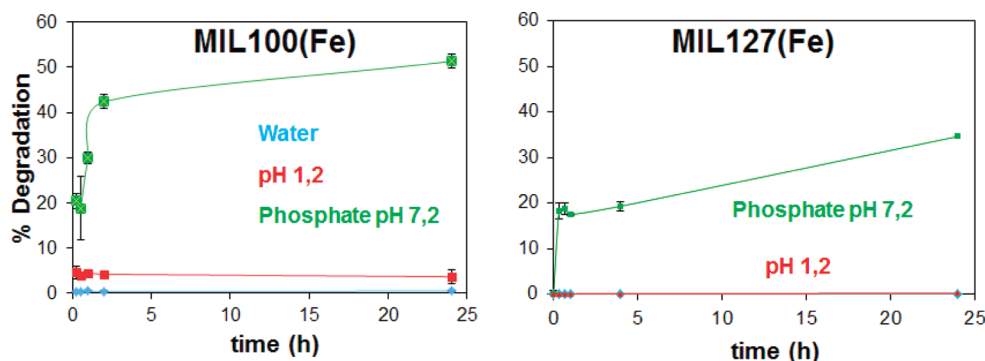 MIL100(Fe)
% Degradation
60
50
40
30
20
10
0
Water
pH 1,2
Phosphate pH 7,2
0 5 10 15 20 25
time (h)
MIL127(Fe)
60
50
40
30
20
10
0
Phosphate pH 7,2
pH 1,2
0 5 10 15 20 25
time (h)